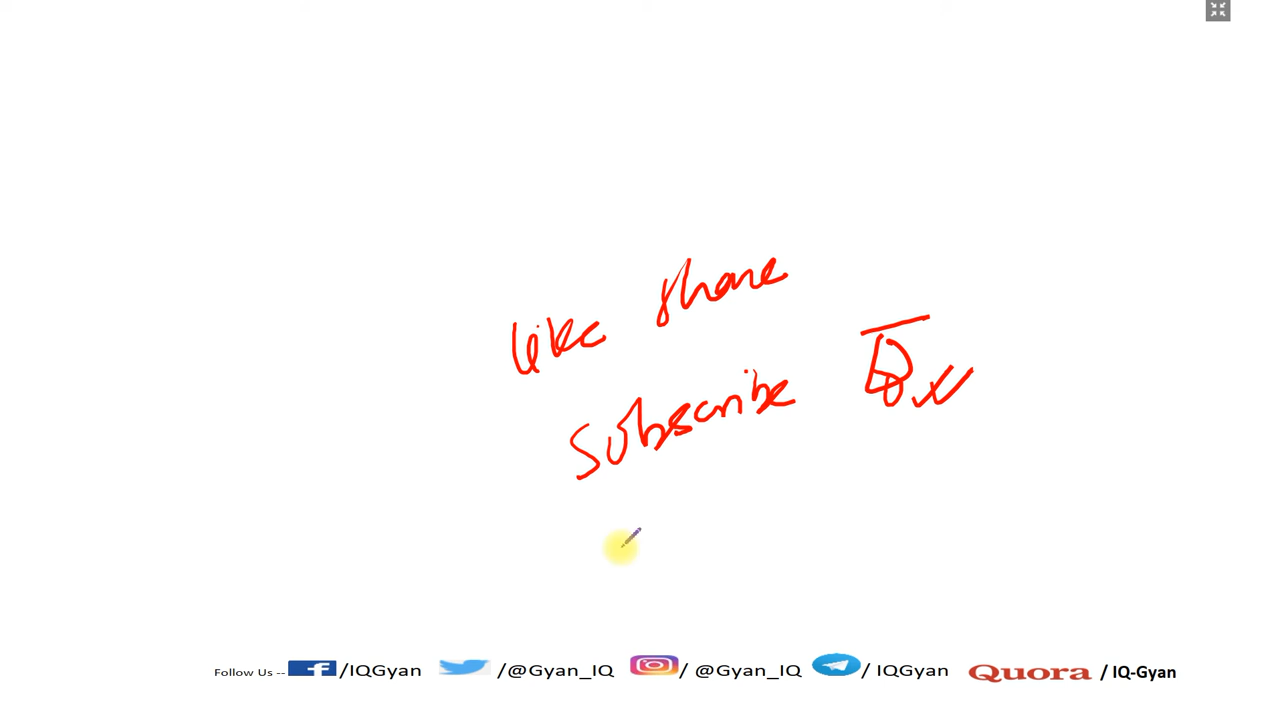 like share
subscribe
Follow Us -- /IQGyan /@Gyan_IQ / @Gyan_IQ / IQGyan Quora / IQ-Gyan